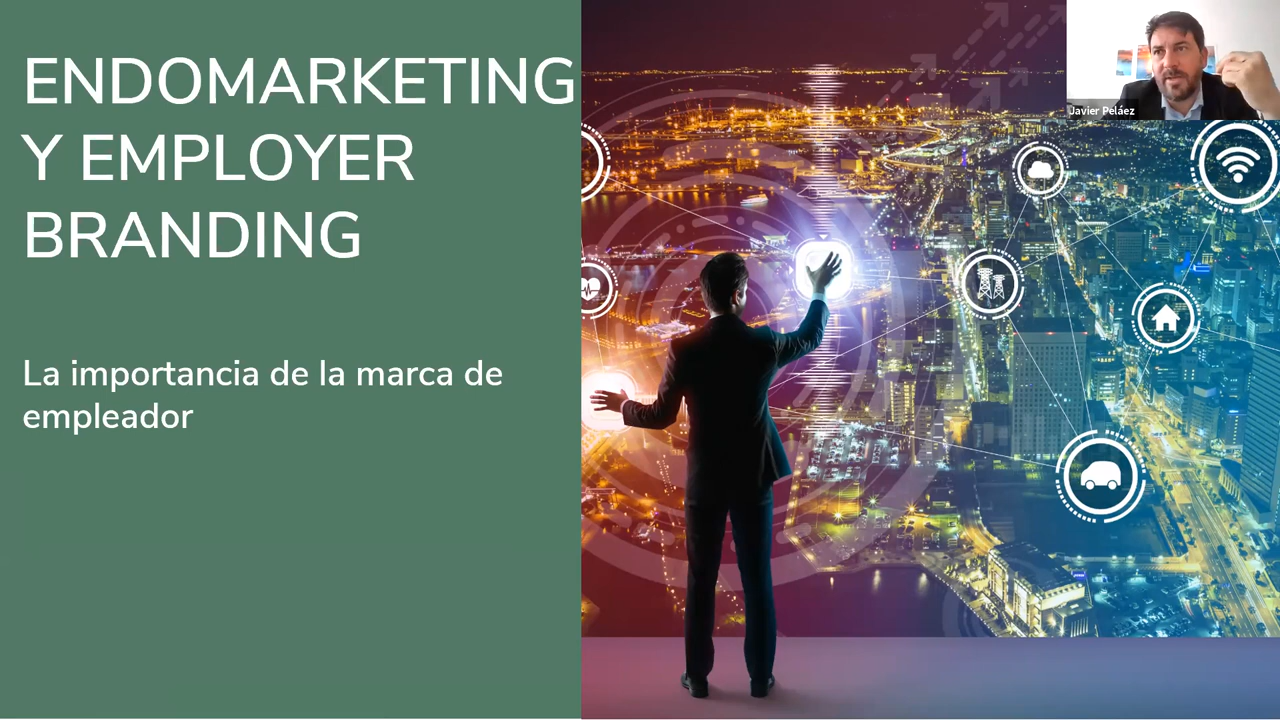 ENDOMARKETING
Y EMPLOYER
BRANDING
La importancia de la marca de
empleador
Javier Peláez